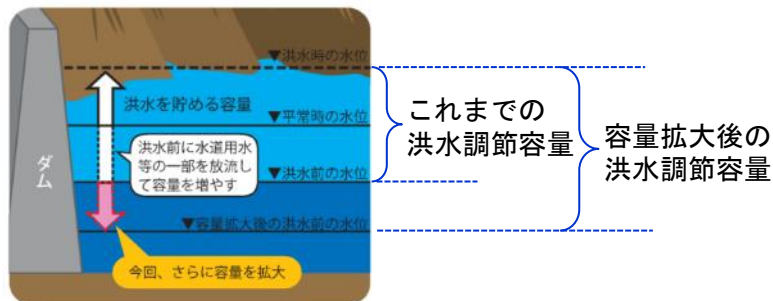 ▼洪水時の水位
洪水を貯める容量
▼平常時の水位
ダム
洪水前に水道用水
等の一部を放流し
て容量を増やす
▼洪水前の水位
▼容量拡大後の洪水前の水位
今回、さらに容量を拡大
これまでの
洪水調節容量
容量拡大後の
洪水調節容量